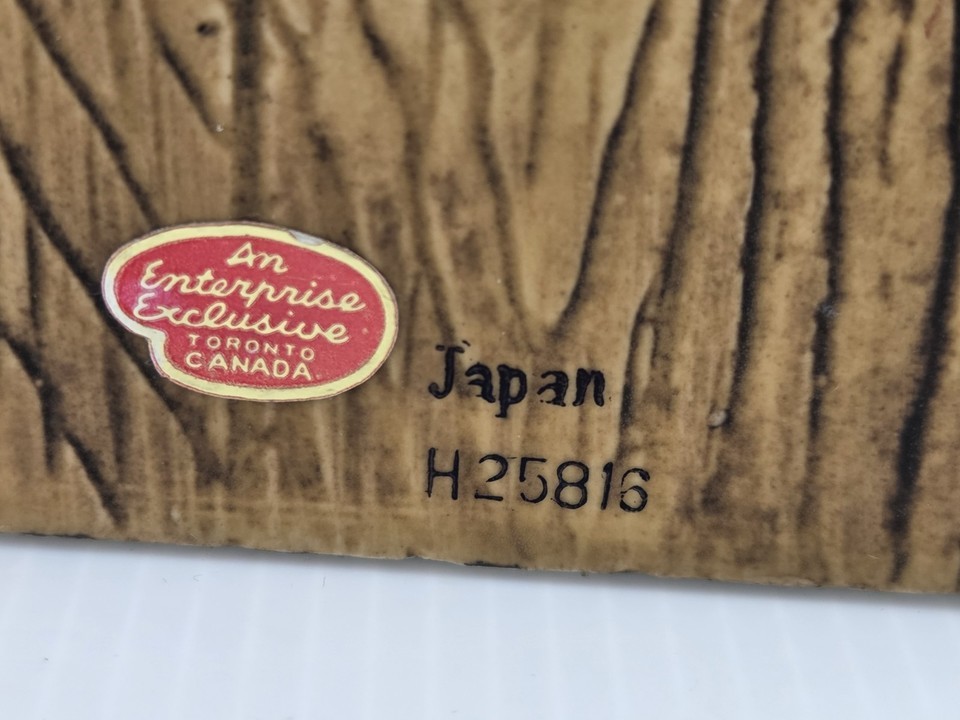 An
Enterprise
Exclusive
TORONTO
CANADA
Japan
H25816